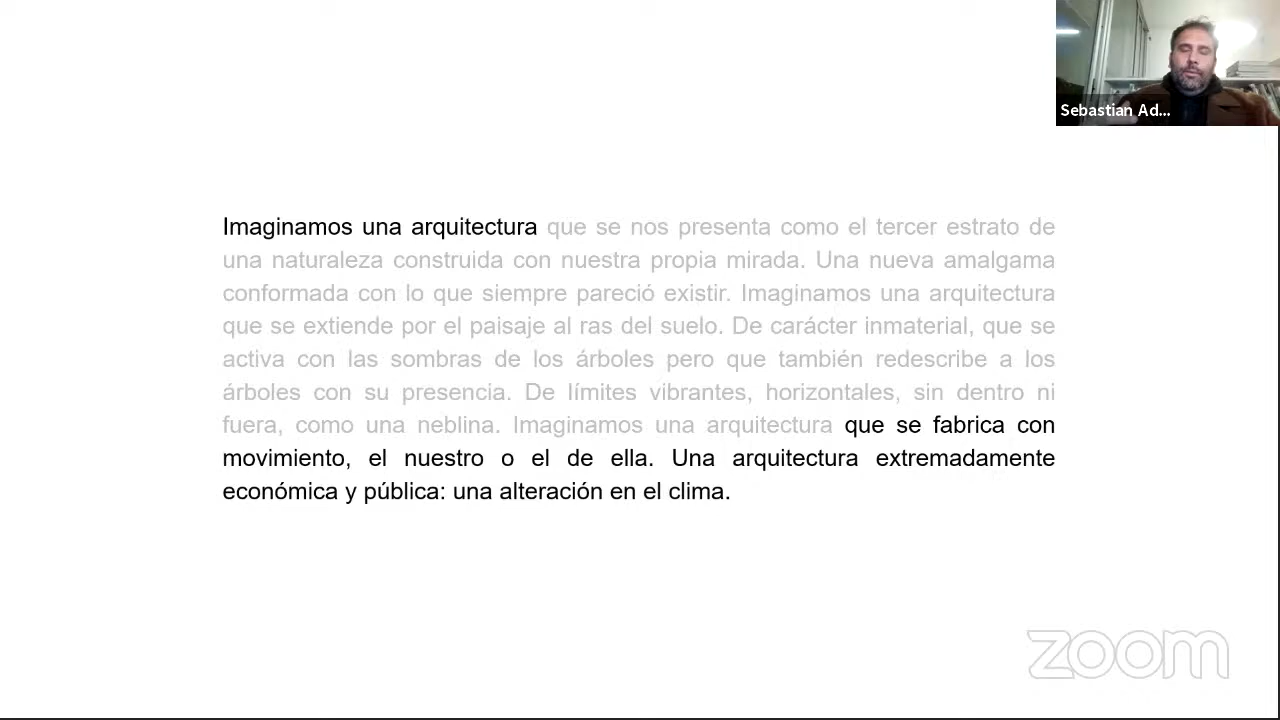 Sebastian Ad...
Imaginamos una arquitectura que se nos presenta como el tercer estrato de
una naturaleza construida con nuestra propia mirada. Una nueva amalgama
conformada con lo que siempre pareció existir. Imaginamos una arquitectura
que se extiende por el paisaje al ras del suelo. De carácter inmaterial, que se
activa con las sombras de los árboles pero que también redescribe a los
árboles con su presencia. De límites vibrantes, horizontales, sin dentro ni
fuera, como una neblina. Imaginamos una arquitectura que se fabrica con
movimiento, el nuestro o el de ella. Una arquitectura extremadamente
económica y pública: una alteración en el clima.
zoom